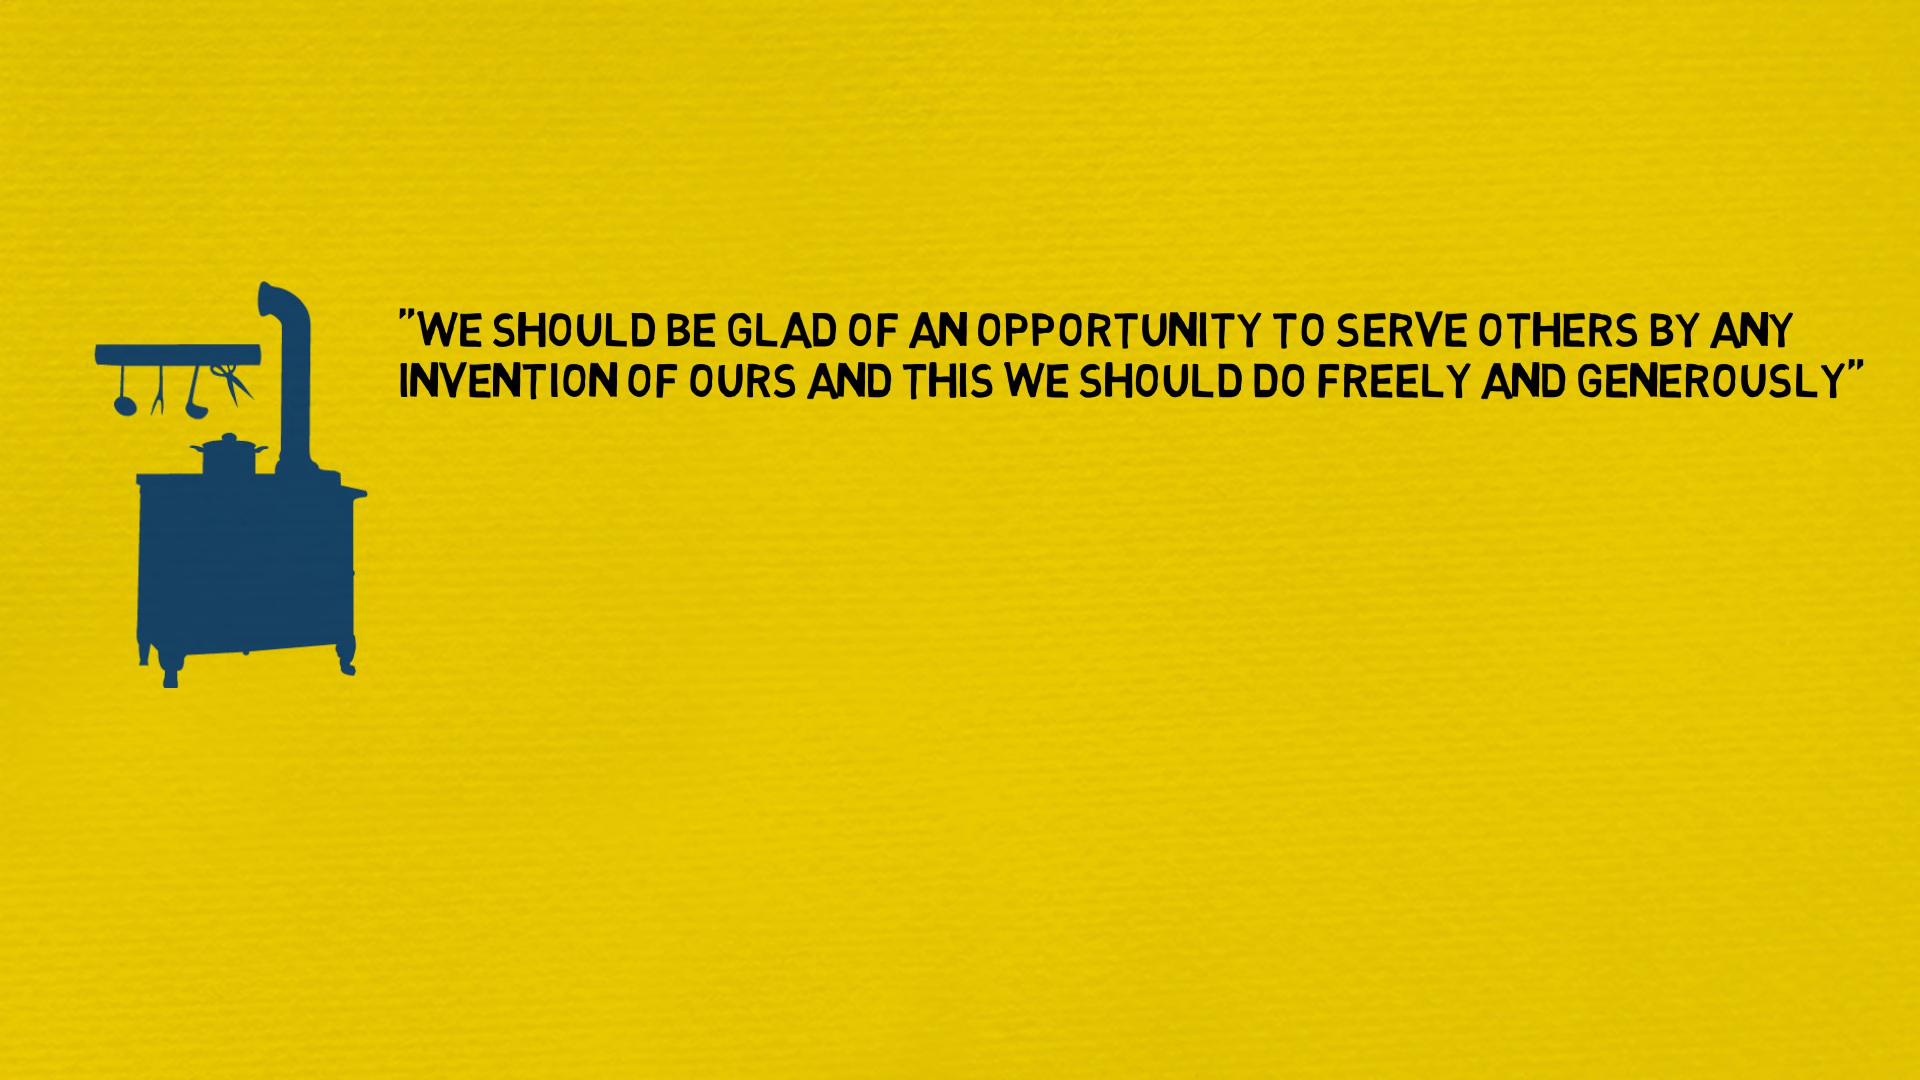 "WE SHOULD BE GLAD OF AN OPPORTUNITY TO SERVE OTHERS BY ANY
INVENTION OF OURS AND THIS WE SHOULD DO FREELY AND GENEROUSLY"